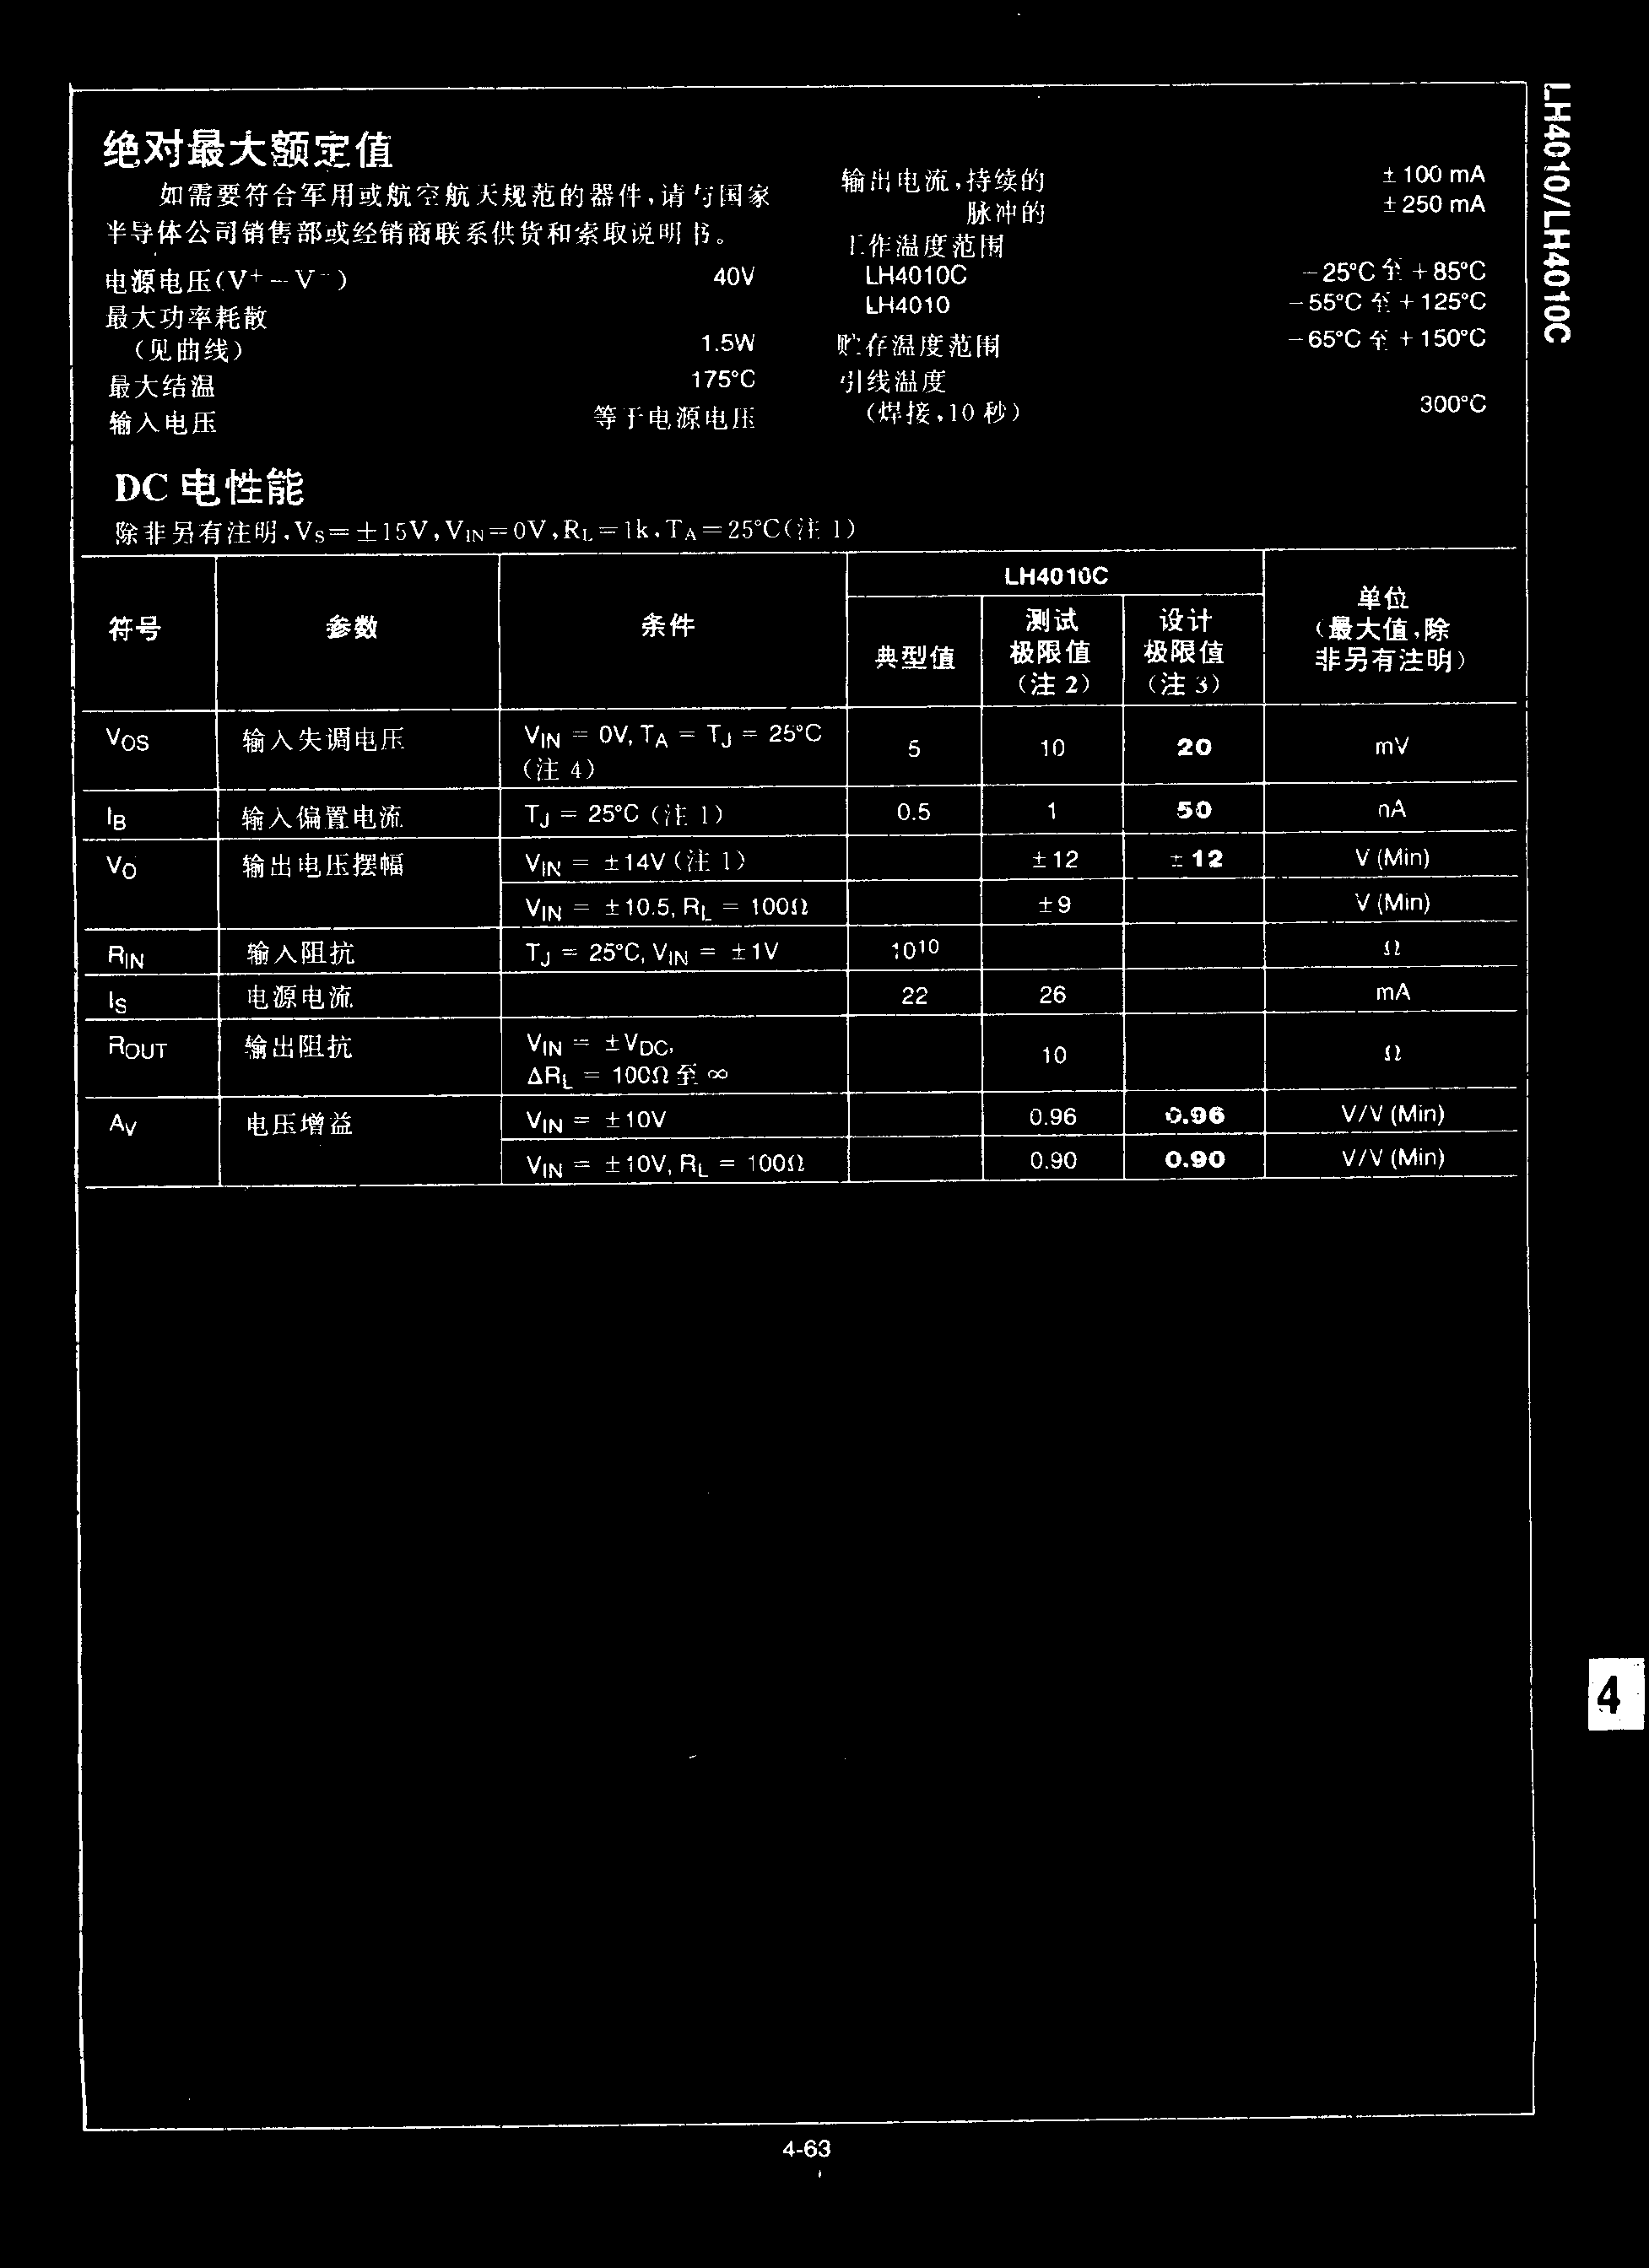 LH4010/LH4010C
绝对最大额定值
如需要符合军用或航空航天规范的器件,请与国家
半导体公司销售部或经销商联系供货和索取说明书。
电源电压(V⁺-V⁻) 40V
最大功率耗散
(见曲线) 1.5W
最大结温 175°C
输入电压 等于电源电压
输出电流,持续的 ±100 mA
脉冲的 ±250 mA
工作温度范围
LH4010C -25°C 至 +85°C
LH4010 -55°C 至 +125°C
贮存温度范围 -65°C 至 +150°C
引线温度
(焊接,10 秒) 300°C
DC 电性能
除非另有注明,VS=±15V,VIN=0V,RL=1k,TA=25°C(注 1)
符号 参数 条件 LH4010C 单位
(最大值,除
非另有注明)
典型值 测试
极限值
(注 2) 设计
极限值
(注 3)
VOS 输入失调电压 VIN = 0V, TA = TJ = 25°C
(注 4) 5 10 20 mV
IB 输入偏置电流 TJ = 25°C (注 1) 0.5 1 50 nA
VO 输出电压摆幅 VIN = ±14V (注 1) ±12 ±12 V (Min)
VIN = ±10.5, RL = 100Ω ±9 V (Min)
RIN 输入阻抗 TJ = 25°C, VIN = ±1V 10¹⁰ Ω
IS 电源电流 22 26 mA
ROUT 输出阻抗 VIN = ±VDC,
ΔRL = 100Ω 至 ∞ 10 Ω
AV 电压增益 VIN = ±10V 0.96 0.96 V/V (Min)
VIN = ±10V, RL = 100Ω 0.90 0.90 V/V (Min)
4
4-63